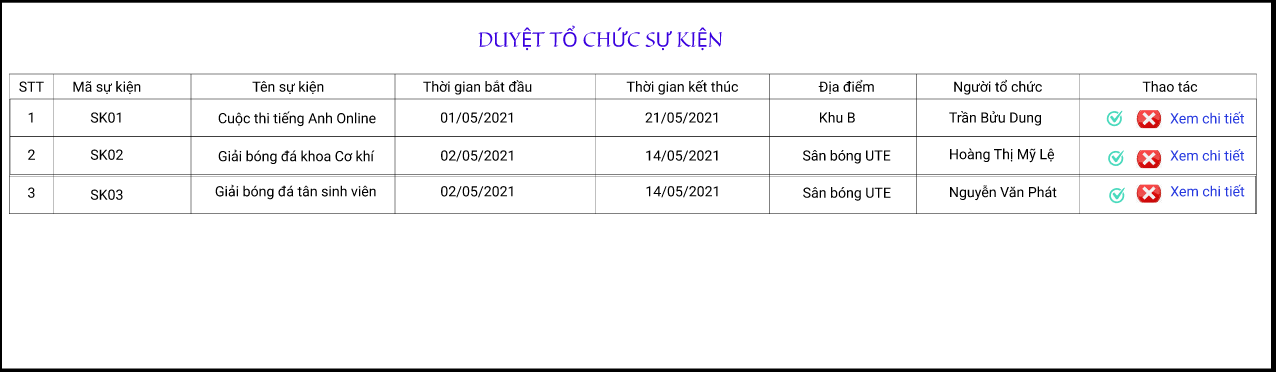 DUYỆT TỔ CHỨC SỰ KIỆN
STT Mã sự kiện Tên sự kiện Thời gian bắt đầu Thời gian kết thúc Địa điểm Người tổ chức Thao tác
1 SK01 Cuộc thi tiếng Anh Online 01/05/2021 21/05/2021 Khu B Trần Bửu Dung Xem chi tiết
2 SK02 Giải bóng đá khoa Cơ khí 02/05/2021 14/05/2021 Sân bóng UTE Hoàng Thị Mỹ Lệ Xem chi tiết
3 SK03 Giải bóng đá tân sinh viên 02/05/2021 14/05/2021 Sân bóng UTE Nguyễn Văn Phát Xem chi tiết